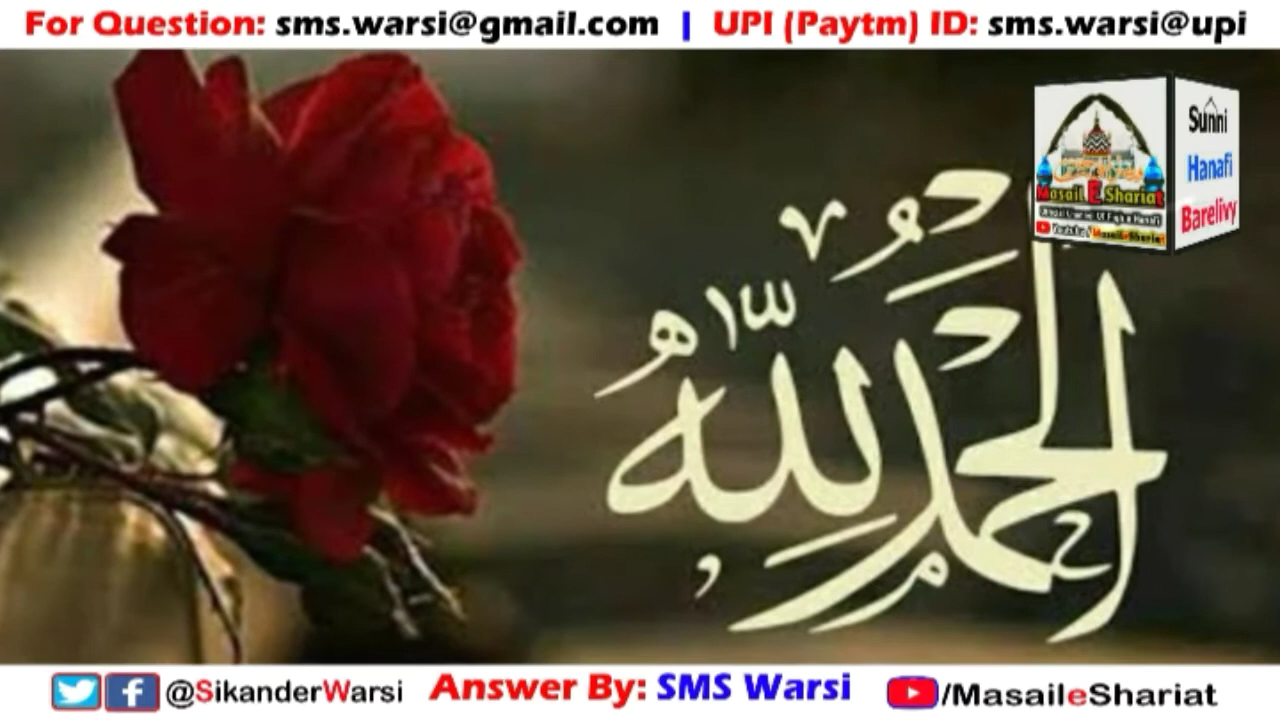 For Question: sms.warsi@gmail.com | UPI (Paytm) ID: sms.warsi@upi
Masail E Shariat
Sunni
Hanafi
Barelivy
الحمد لله
@SikanderWarsi Answer By: SMS Warsi /MasaileShariat